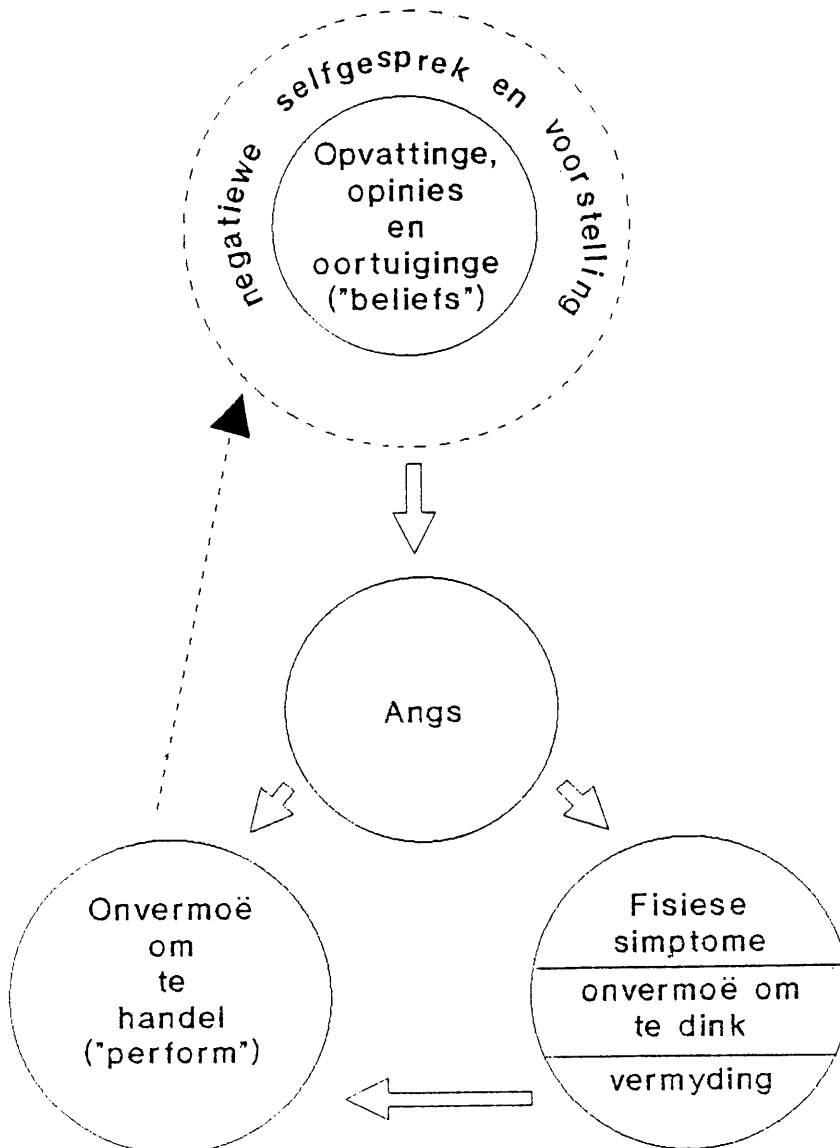 negatiewe selfgesprek en voorstelling
Opvattinge,
opinies
en
oortuiginge
("beliefs")
Angs
Onvermoë
om
te
handel
("perform")
Fisiese
simptome
onvermoë om
te dink
vermyding